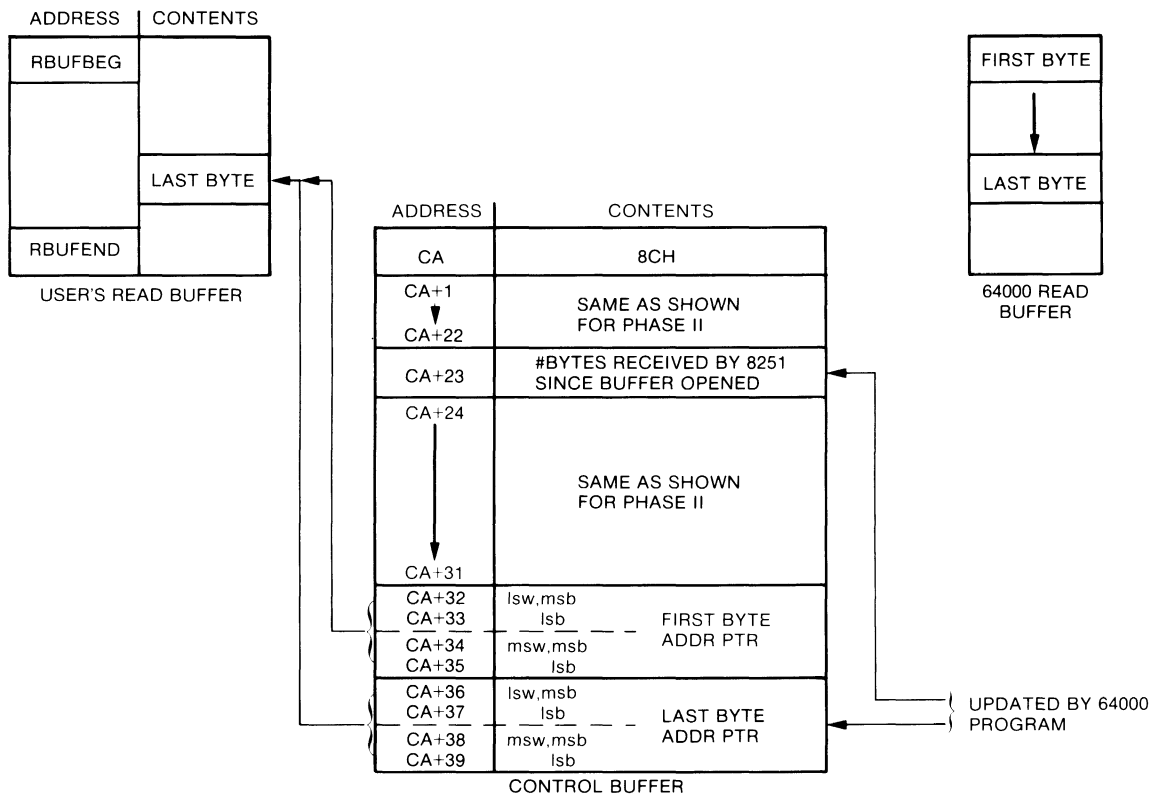 ADDRESS CONTENTS
RBUFBEG
LAST BYTE
RBUFEND
USER'S READ BUFFER
FIRST BYTE
LAST BYTE
64000 READ
BUFFER
ADDRESS CONTENTS
CA 8CH
CA+1
CA+22
SAME AS SHOWN
FOR PHASE II
CA+23
#BYTES RECEIVED BY 8251
SINCE BUFFER OPENED
CA+24
SAME AS SHOWN
FOR PHASE II
CA+31
CA+32 lsw,msb
CA+33 lsb
CA+34 msw,msb
CA+35 lsb
FIRST BYTE
ADDR PTR
CA+36 lsw,msb
CA+37 lsb
CA+38 msw,msb
CA+39 lsb
LAST BYTE
ADDR PTR
UPDATED BY 64000
PROGRAM
CONTROL BUFFER